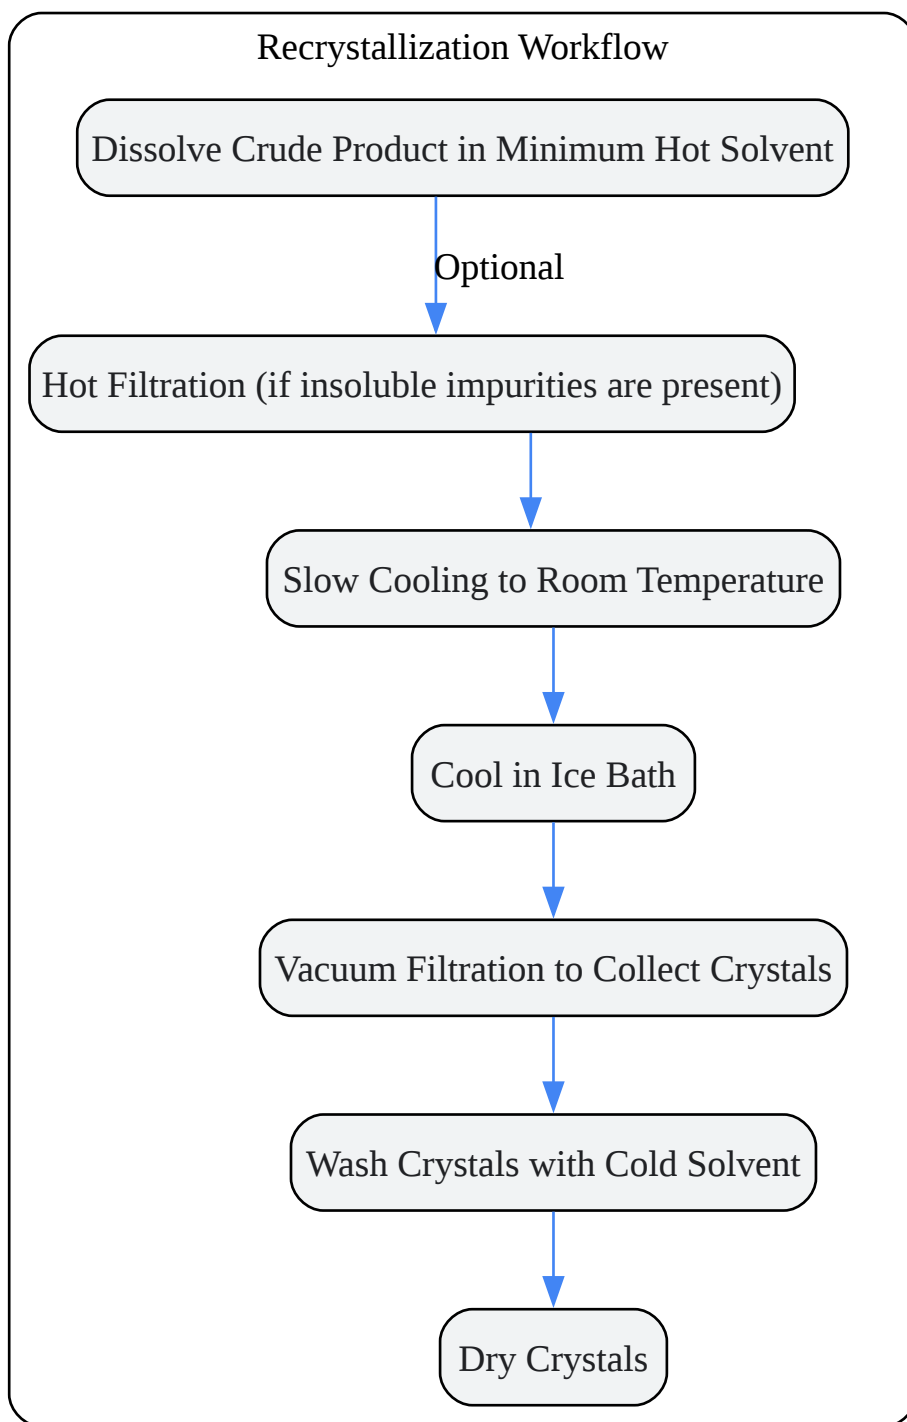 Recrystallization Workflow
Dissolve Crude Product in Minimum Hot Solvent
Optional
Hot Filtration (if insoluble impurities are present)
Slow Cooling to Room Temperature
Cool in Ice Bath
Vacuum Filtration to Collect Crystals
Wash Crystals with Cold Solvent
Dry Crystals